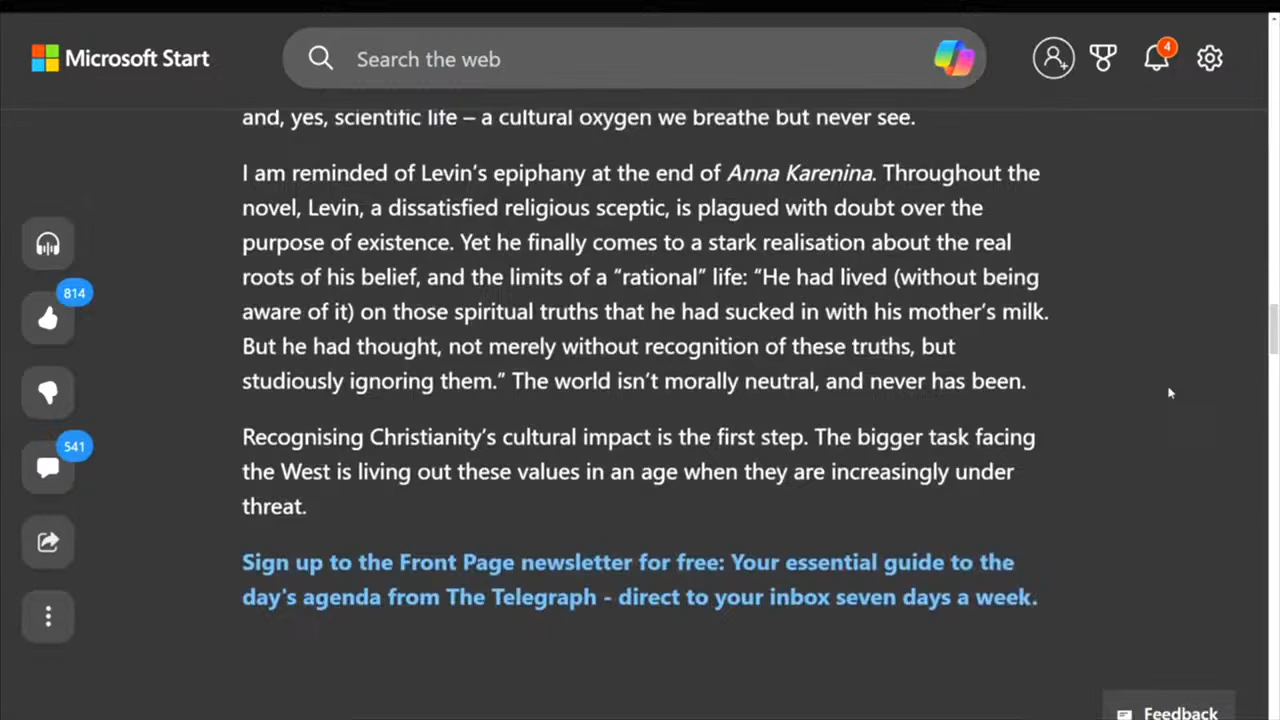 Microsoft Start
Search the web
4
and, yes, scientific life – a cultural oxygen we breathe but never see.
I am reminded of Levin’s epiphany at the end of Anna Karenina. Throughout the
novel, Levin, a dissatisfied religious sceptic, is plagued with doubt over the
purpose of existence. Yet he finally comes to a stark realisation about the real
roots of his belief, and the limits of a “rational” life: “He had lived (without being
aware of it) on those spiritual truths that he had sucked in with his mother’s milk.
But he had thought, not merely without recognition of these truths, but
studiously ignoring them.” The world isn’t morally neutral, and never has been.
814
541
Recognising Christianity’s cultural impact is the first step. The bigger task facing
the West is living out these values in an age when they are increasingly under
threat.
Sign up to the Front Page newsletter for free: Your essential guide to the
day's agenda from The Telegraph - direct to your inbox seven days a week.
Feedback